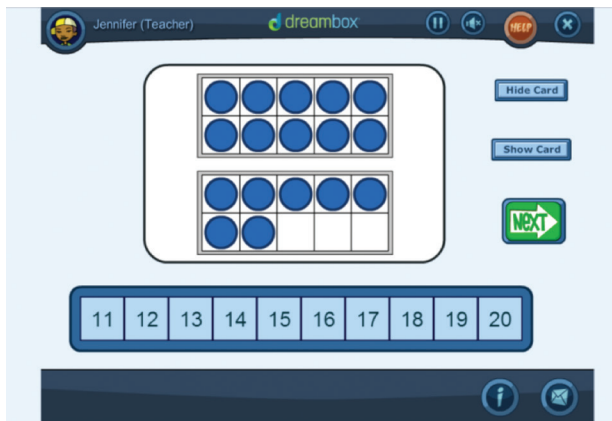 Jennifer (Teacher)
dreambox
HELP
Hide Card
Show Card
NEXT
11 12 13 14 15 16 17 18 19 20
i